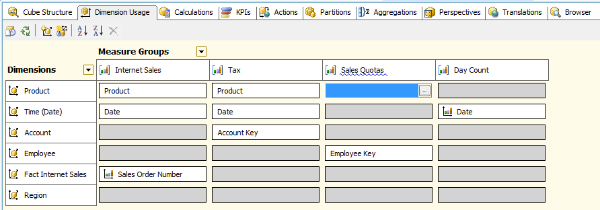 Cube Structure Dimension Usage Calculations KPIs Actions Partitions Aggregations Perspectives Translations Browser
Measure Groups
Dimensions Internet Sales Tax Sales Quotas Day Count
Product Product Product ...
Time (Date) Date Date Date
Account Account Key
Employee Employee Key
Fact Internet Sales Sales Order Number
Region